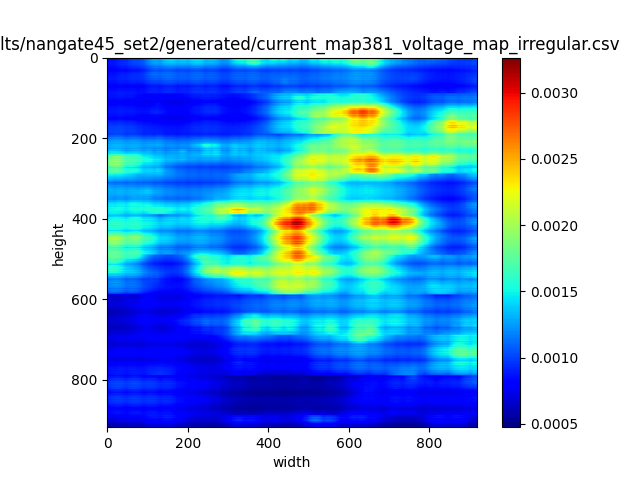 lts/nangate45_set2/generated/current_map381_voltage_map_irregular.csv
0
200
400
600
800
height
0 200 400 600 800
width
0.0030
0.0025
0.0020
0.0015
0.0010
0.0005